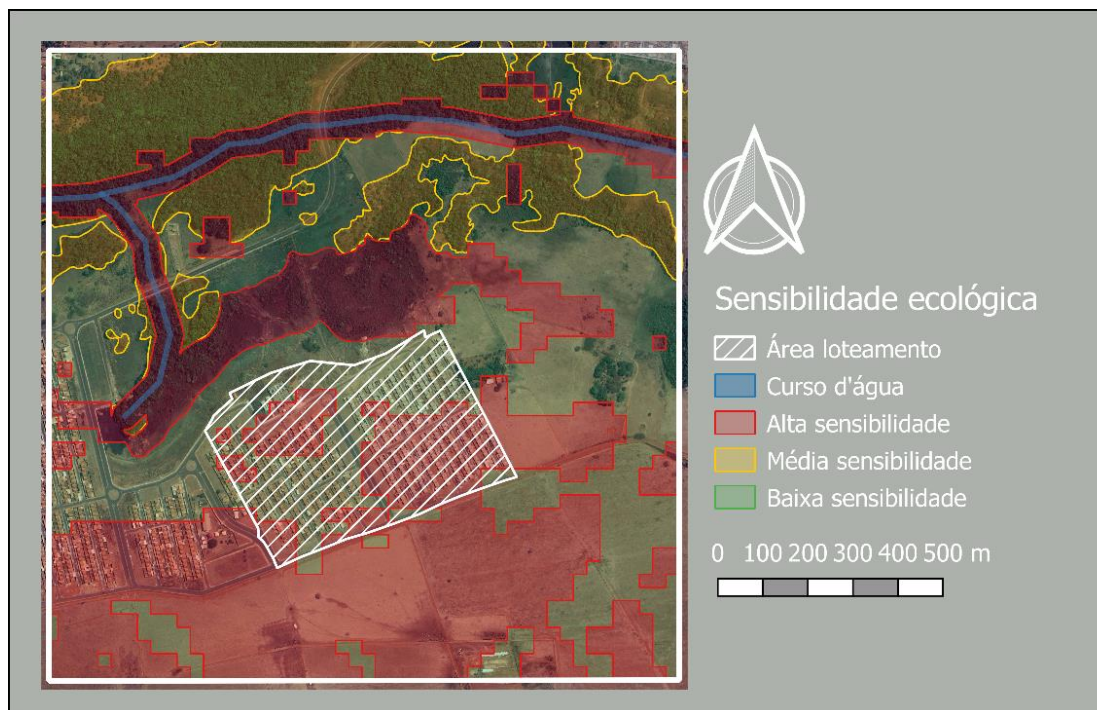 Sensibilidade ecológica
Área loteamento
Curso d'água
Alta sensibilidade
Média sensibilidade
Baixa sensibilidade
0 100 200 300 400 500 m